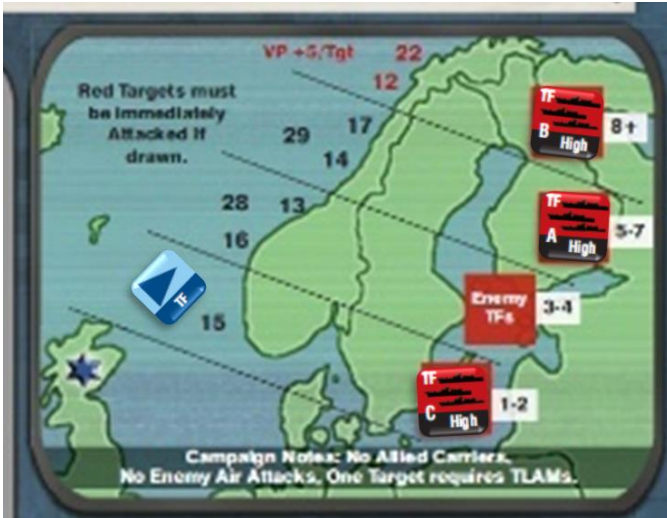 VP +5/Tgt 22
12
Red Targets must
be Immediately
Attacked if
drawn.
29 17
14
28 13
16
15
TF
TF
B High
8+
TF
A High
5-7
Enemy
TFs
3-4
TF
C High
1-2
Campaign Notes: No Allied Carriers.
No Enemy Air Attacks, One Target requires TLAMs.